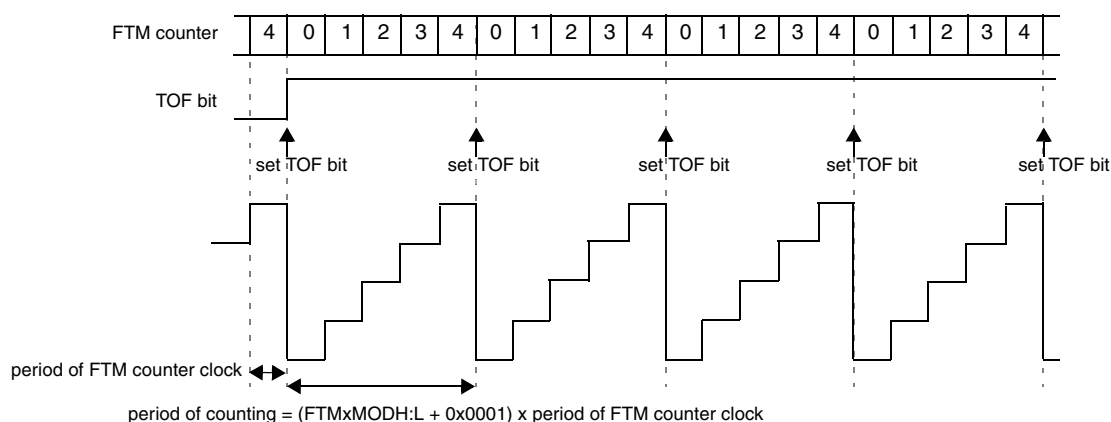 FTM counter 4 0 1 2 3 4 0 1 2 3 4 0 1 2 3 4 0 1 2 3 4
TOF bit
set TOF bit set TOF bit set TOF bit set TOF bit set TOF bit
period of FTM counter clock
period of counting = (FTMxMODH:L + 0x0001) x period of FTM counter clock